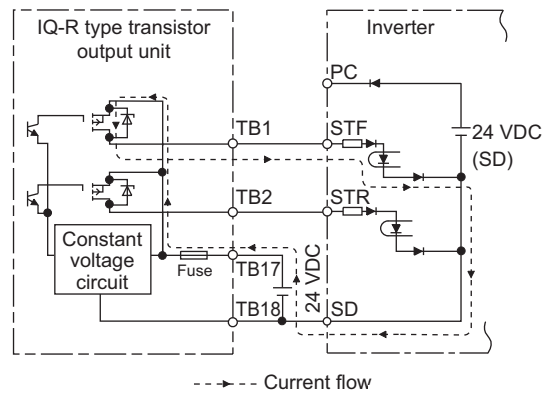 IQ-R type transistor
output unit
Inverter
PC
TB1
STF
24 VDC
(SD)
TB2
STR
Constant
voltage
circuit
Fuse
TB17
24 VDC
TB18
SD
Current flow